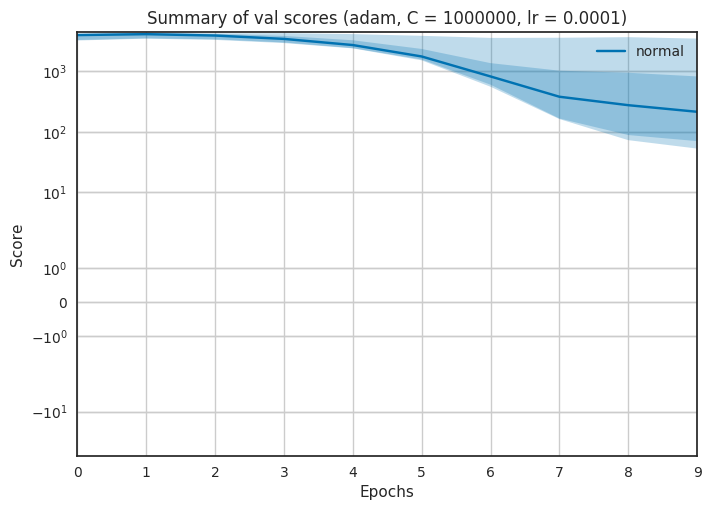 Summary of val scores (adam, C = 1000000, lr = 0.0001)
normal
10³
10²
10¹
10⁰
0
−10⁰
−10¹
Score
0 1 2 3 4 5 6 7 8 9
Epochs